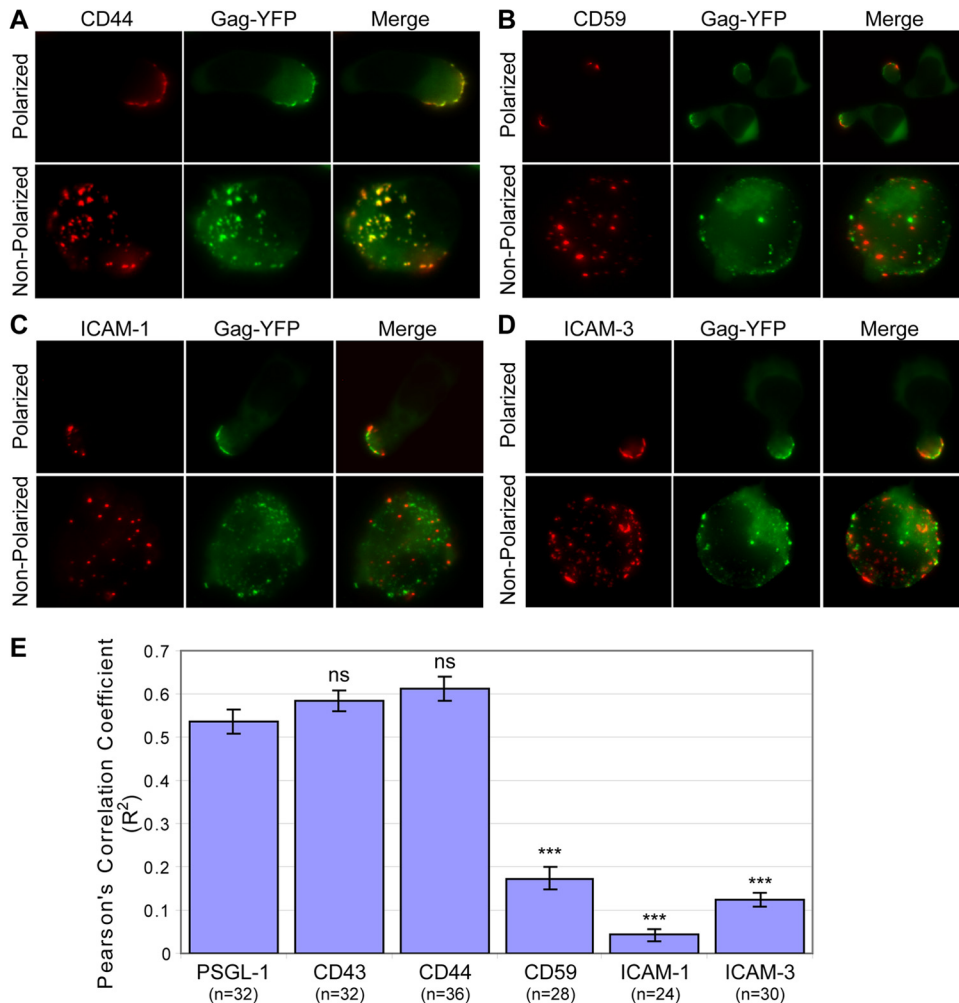 A CD44 Gag-YFP Merge
Polarized
Non-Polarized
B CD59 Gag-YFP Merge
Polarized
Non-Polarized
C ICAM-1 Gag-YFP Merge
Polarized
Non-Polarized
D ICAM-3 Gag-YFP Merge
Polarized
Non-Polarized
E
Pearson's Correlation Coefficient
(R²)
0.7
0.6
0.5
0.4
0.3
0.2
0.1
0
ns
ns
***
***
***
PSGL-1 CD43 CD44 CD59 ICAM-1 ICAM-3
(n=32) (n=32) (n=36) (n=28) (n=24) (n=30)